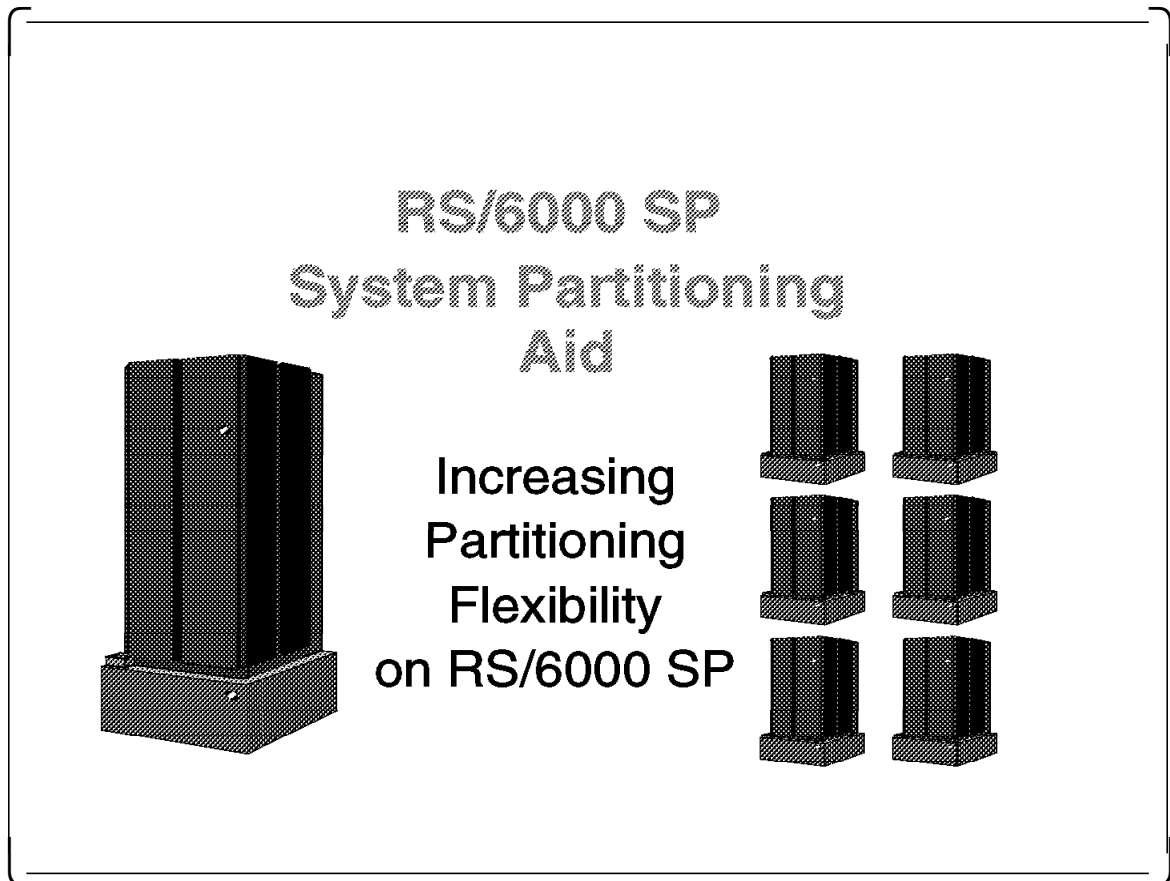 RS/6000 SP
System Partitioning
Aid
Increasing
Partitioning
Flexibility
on RS/6000 SP